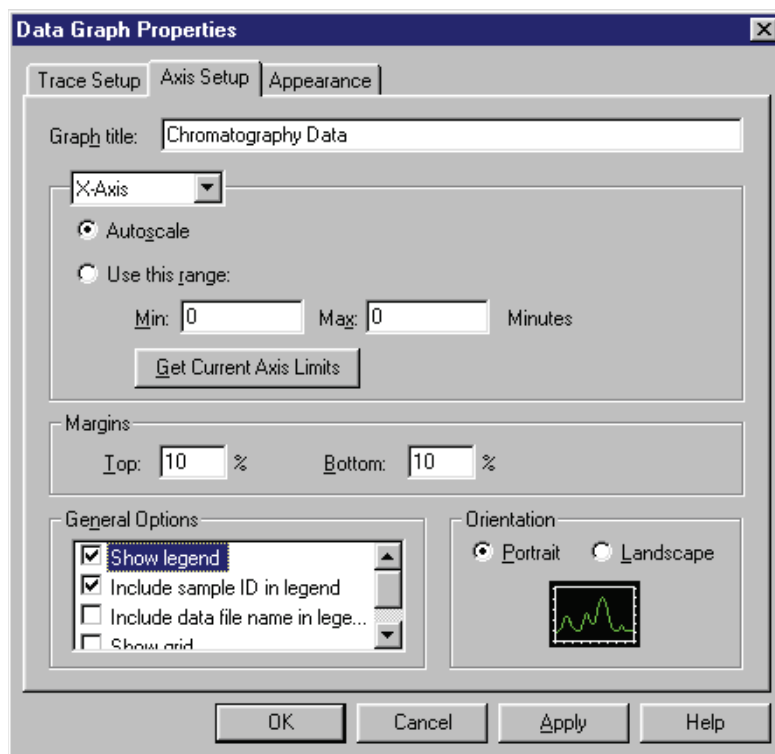 Data Graph Properties
Trace Setup Axis Setup Appearance
Graph title: Chromatography Data
X-Axis
Autoscale
Use this range:
Min: 0 Max: 0 Minutes
Get Current Axis Limits
Margins
Top: 10 % Bottom: 10 %
General Options
Show legend
Include sample ID in legend
Include data file name in lege...
Show grid
Orientation
Portrait Landscape
OK Cancel Apply Help